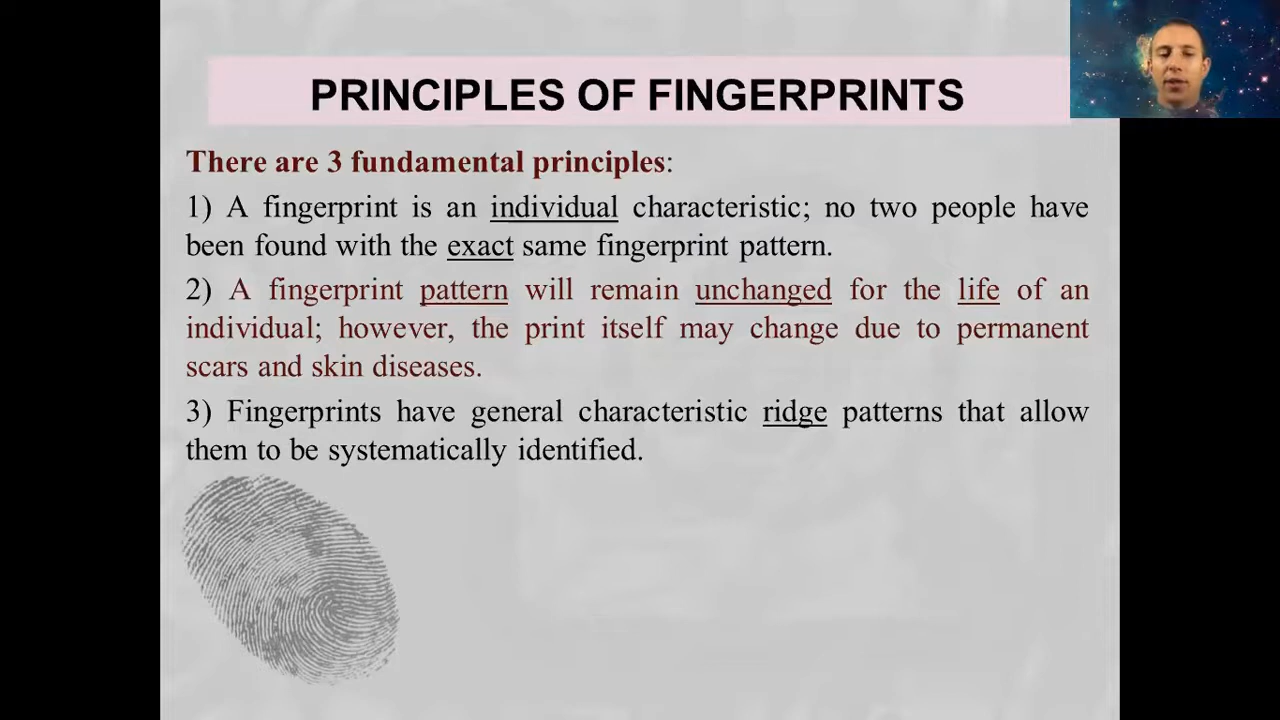 PRINCIPLES OF FINGERPRINTS
There are 3 fundamental principles:
1) A fingerprint is an individual characteristic; no two people have
been found with the exact same fingerprint pattern.
2) A fingerprint pattern will remain unchanged for the life of an
individual; however, the print itself may change due to permanent
scars and skin diseases.
3) Fingerprints have general characteristic ridge patterns that allow
them to be systematically identified.